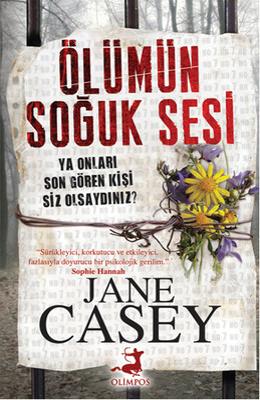 ÖLÜMÜN
SOĞUK SESİ
YA ONLARI
SON GÖREN KİŞİ
SİZ OLSAYDINIZ?
"Sürükleyici, korkutucu ve etkileyici,
fazlasıyla doyurucu bir psikolojik gerilim."
Sophie Hannah
JANE
CASEY
OLİMPOS